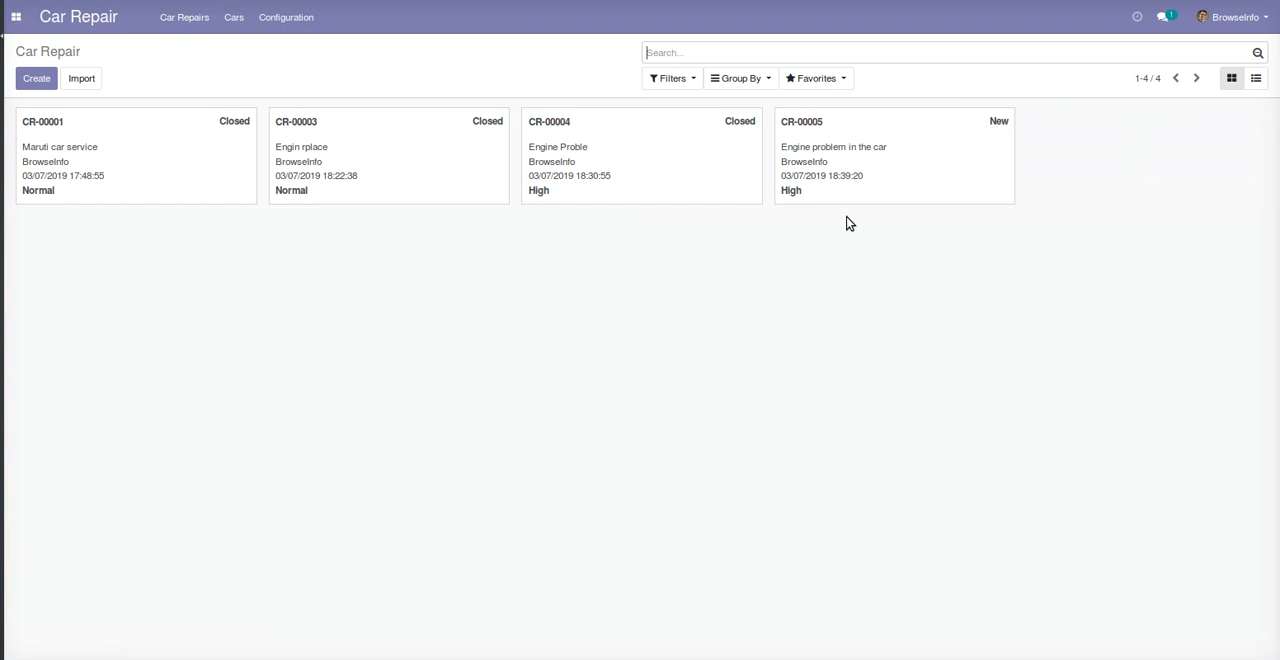 Car Repair Car Repairs Cars Configuration 1 BrowseInfo
Car Repair Search...
Create Import Filters Group By Favorites 1-4 / 4
CR-00001 Closed
Maruti car service
BrowseInfo
03/07/2019 17:48:55
Normal
CR-00003 Closed
Engin rplace
BrowseInfo
03/07/2019 18:22:38
Normal
CR-00004 Closed
Engine Proble
BrowseInfo
03/07/2019 18:30:55
High
CR-00005 New
Engine problem in the car
BrowseInfo
03/07/2019 18:39:20
High